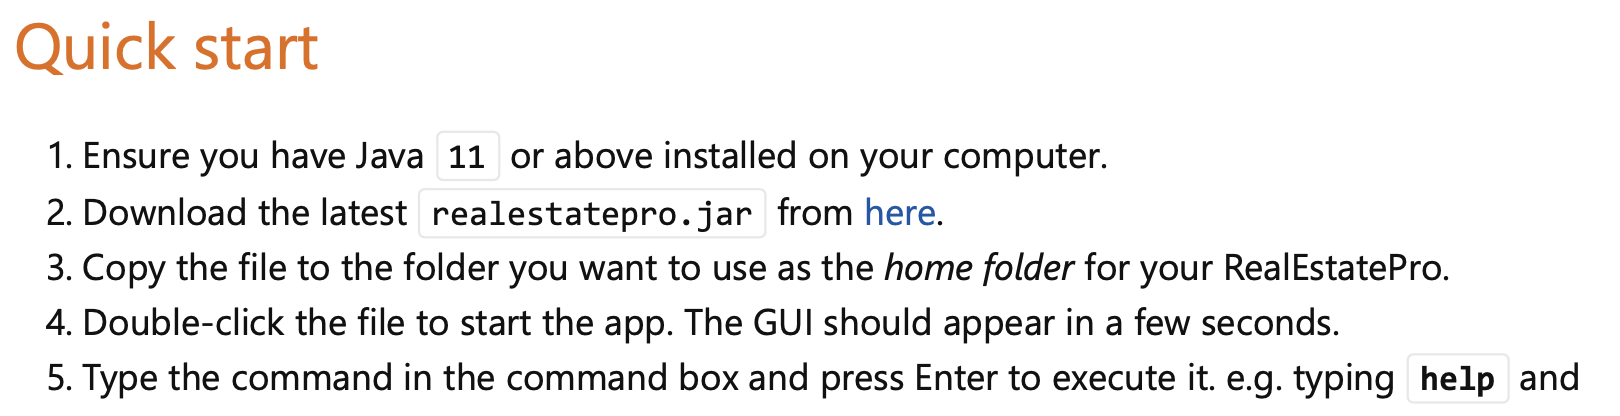 Quick start
1. Ensure you have Java 11 or above installed on your computer.
2. Download the latest realestatepro.jar from here.
3. Copy the file to the folder you want to use as the home folder for your RealEstatePro.
4. Double-click the file to start the app. The GUI should appear in a few seconds.
5. Type the command in the command box and press Enter to execute it. e.g. typing help and